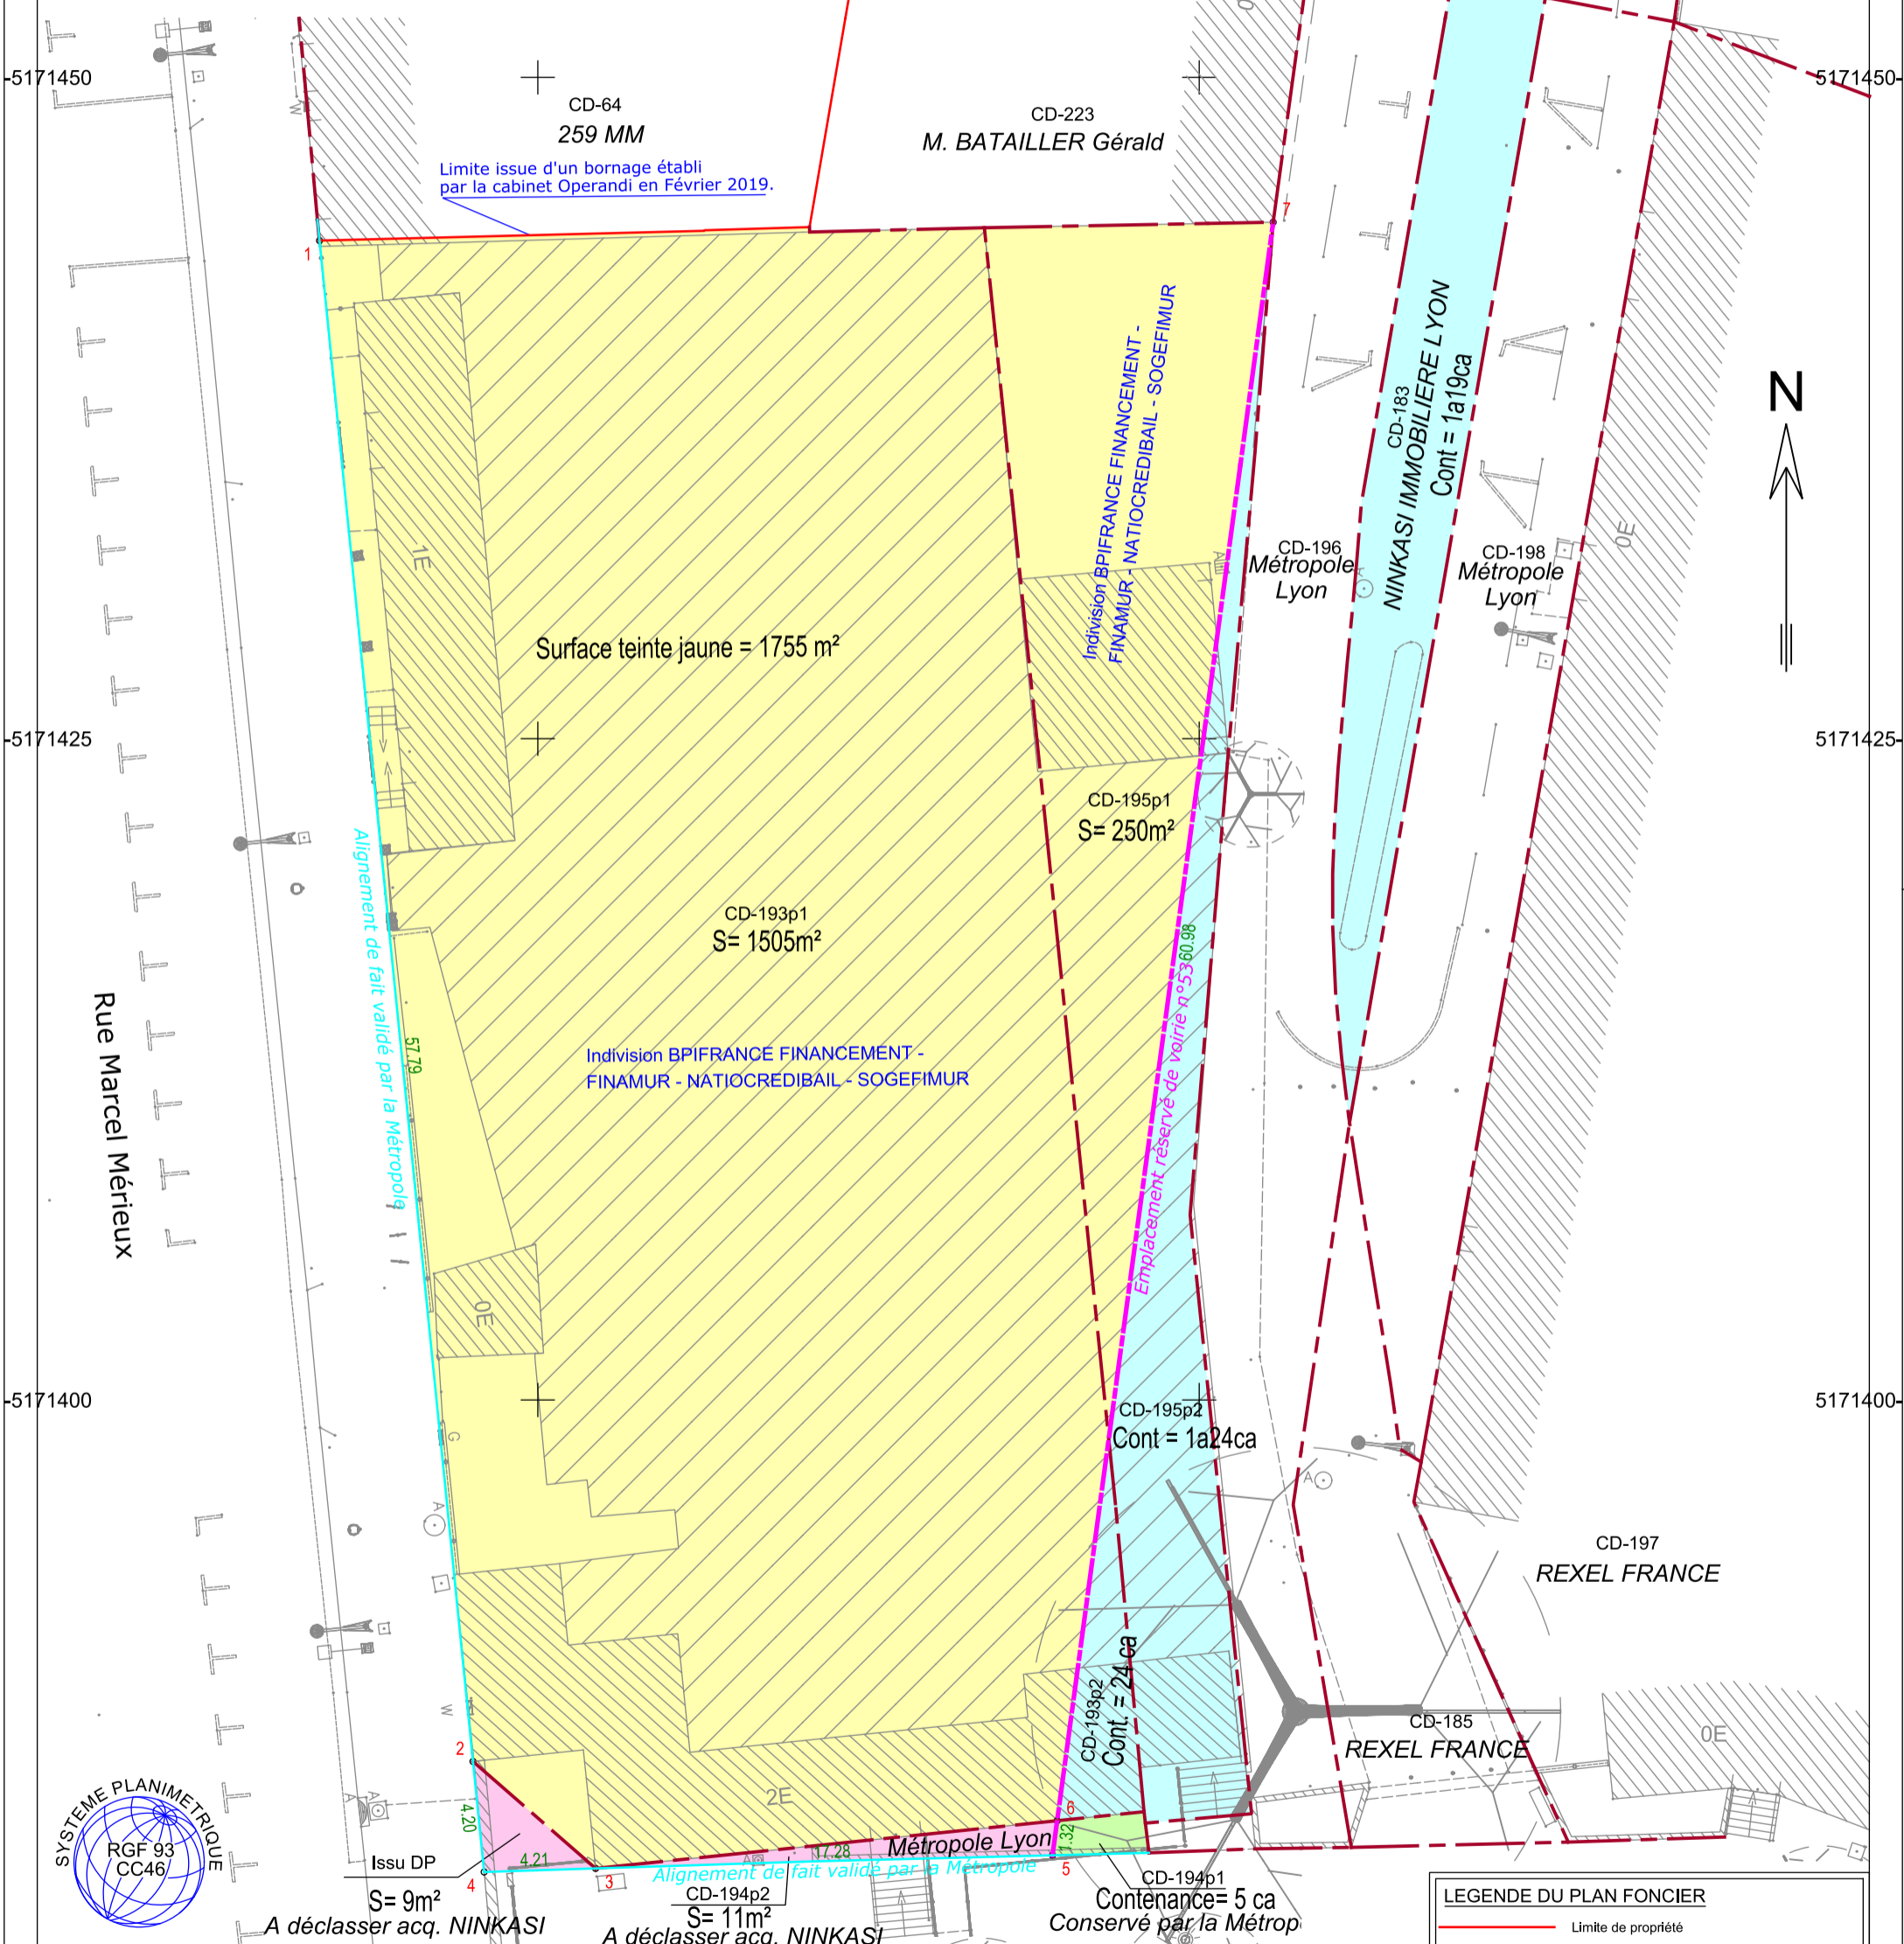 5171450
5171450
CD-64
259 MM
CD-223
M. BATAILLER Gérald
Limite issue d'un bornage établi
par la cabinet Operandi en Février 2019.
W
1
7
Indivision BPIFRANCE FINANCEMENT -
FINAMUR - NATIOCREDIBAIL - SOGEFIMUR
CD-183
NINKASI IMMOBILIERE LYON
Cont = 1a19ca
N
1E
0E
CD-196
Métropole
Lyon
CD-198
Métropole
Lyon
Surface teinte jaune = 1755 m²
5171425
5171425
CD-195p1
S= 250m²
Alignement de fait validé par la Métropole
CD-193p1
S= 1505m²
60.98
Emplacement réservé de voirie n°53
57.79
Rue Marcel Mérieux
Indivision BPIFRANCE FINANCEMENT -
FINAMUR - NATIOCREDIBAIL - SOGEFIMUR
0E
5171400
5171400
CD-195p2
Cont = 1a24ca
G
A
A
CD-197
REXEL FRANCE
CD-193p2
Cont. = 24 ca
W
2
CD-185
REXEL FRANCE
0E
2E
6
SYSTEME PLANIMETRIQUE
RGF 93
CC46
A
A
4.20
1.32
Métropole Lyon
Issu DP
4.21
17.28
Alignement de fait validé par la Métropole
5
4
3
S= 9m²
A déclasser acq. NINKASI
CD-194p2
S= 11m²
A déclasser acq. NINKASI
CD-194p1
Contenance= 5 ca
Conservé par la Métrop
LEGENDE DU PLAN FONCIER
Limite de propriété